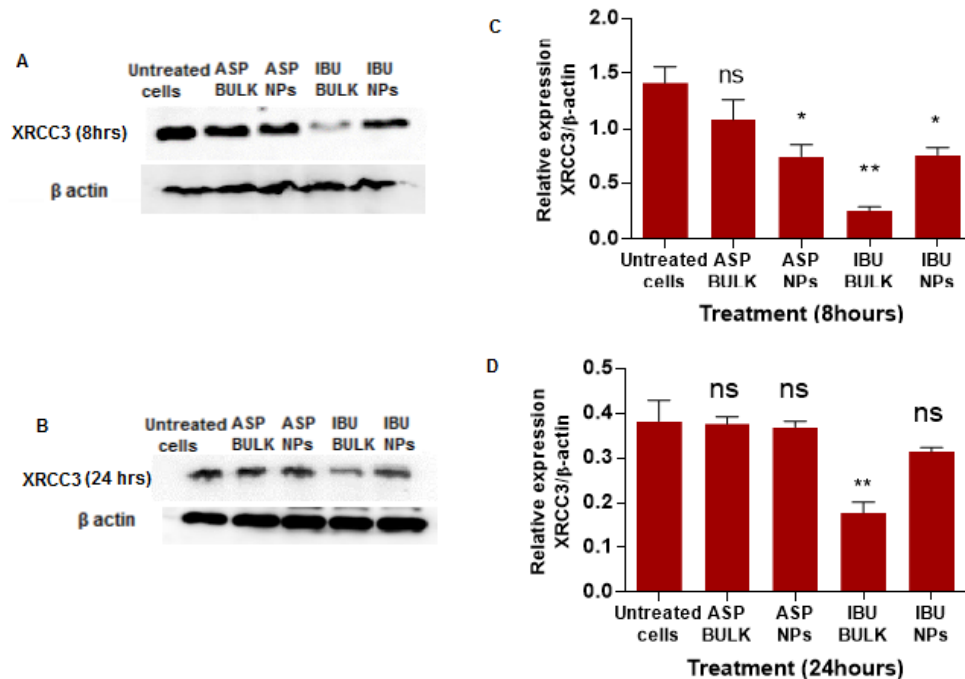 A
Untreated cells
ASP BULK
ASP NPs
IBU BULK
IBU NPs
XRCC3 (8hrs)
β actin
B
Untreated cells
ASP BULK
ASP NPs
IBU BULK
IBU NPs
XRCC3 (24 hrs)
β actin
C
Relative expression
XRCC3/β-actin
1.5
1.0
0.5
0.0
ns
*
**
*
Untreated cells
ASP BULK
ASP NPs
IBU BULK
IBU NPs
Treatment (8hours)
D
Relative expression
XRCC3/β-actin
0.5
0.4
0.3
0.2
0.1
0.0
ns
ns
**
ns
Untreated cells
ASP BULK
ASP NPs
IBU BULK
IBU NPs
Treatment (24hours)